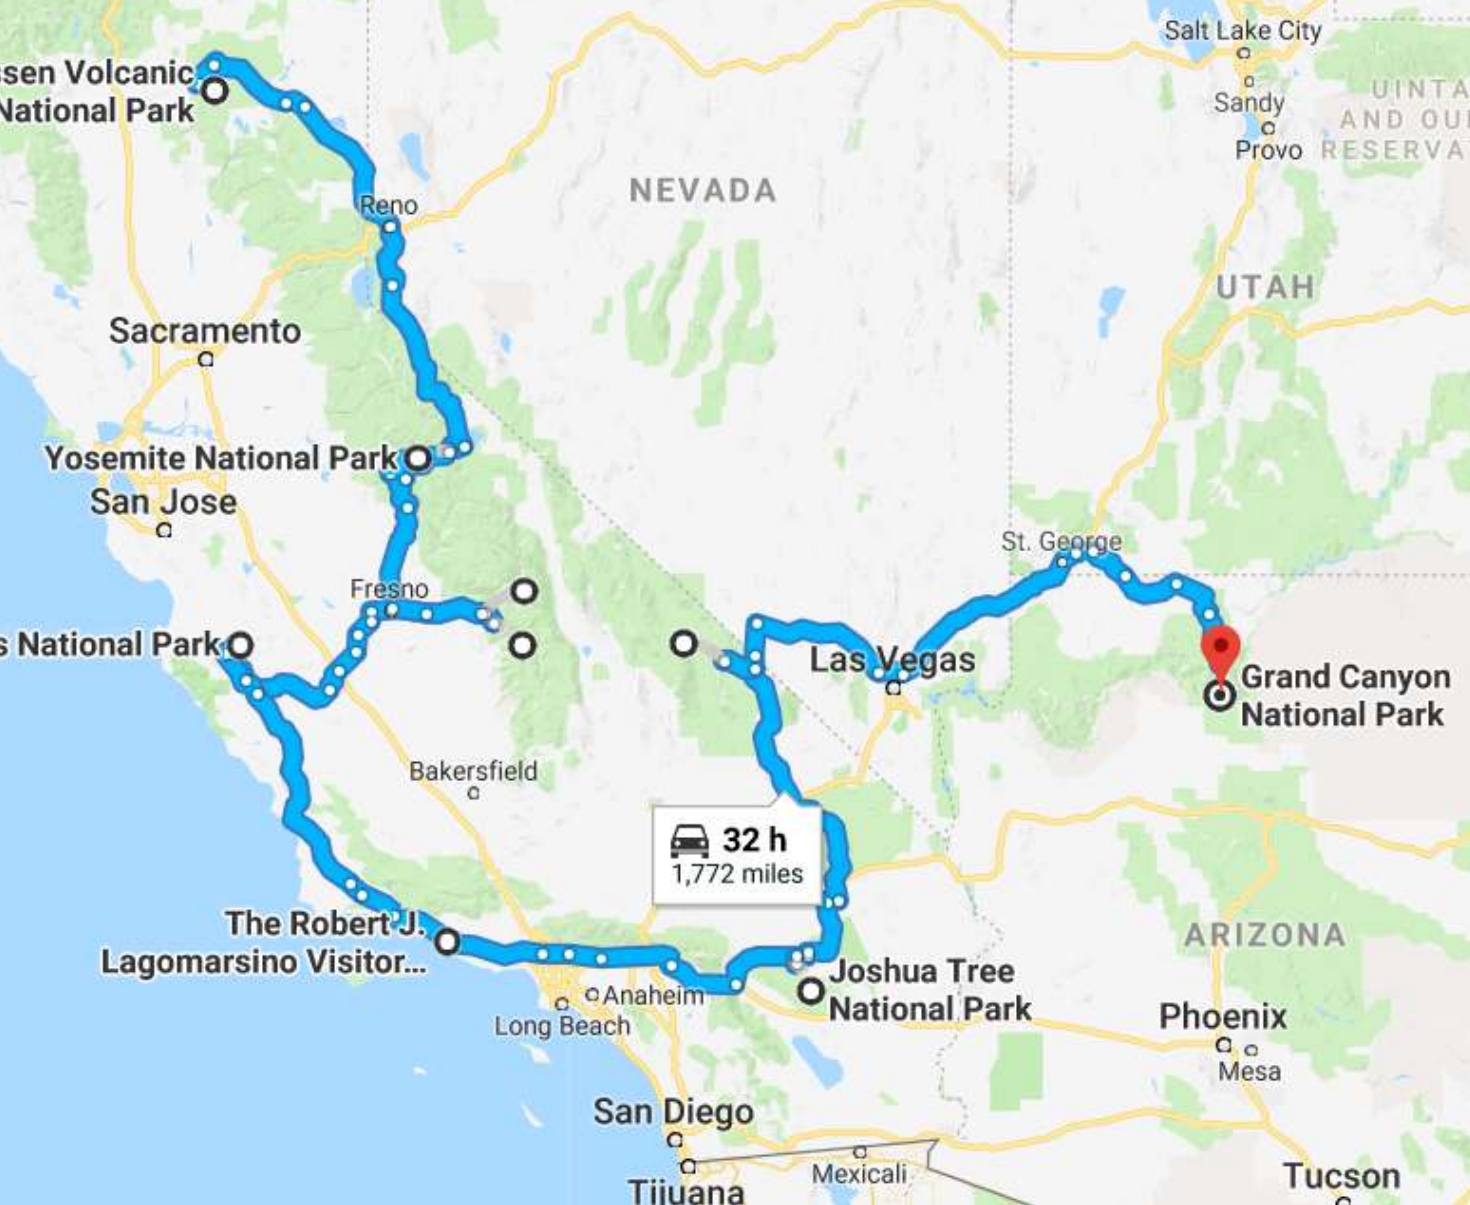 Salt Lake City
ssen Volcanic
National Park
Sandy
UINTA
AND OU
Provo
RESERVA
NEVADA
Reno
UTAH
Sacramento
Yosemite National Park
San Jose
St. George
Fresno
s National Park
Las Vegas
Grand Canyon
National Park
Bakersfield
32 h
1,772 miles
The Robert J.
Lagomarsino Visitor...
ARIZONA
Joshua Tree
National Park
Anaheim
Long Beach
Phoenix
Mesa
San Diego
Mexicali
Tijuana
Tucson